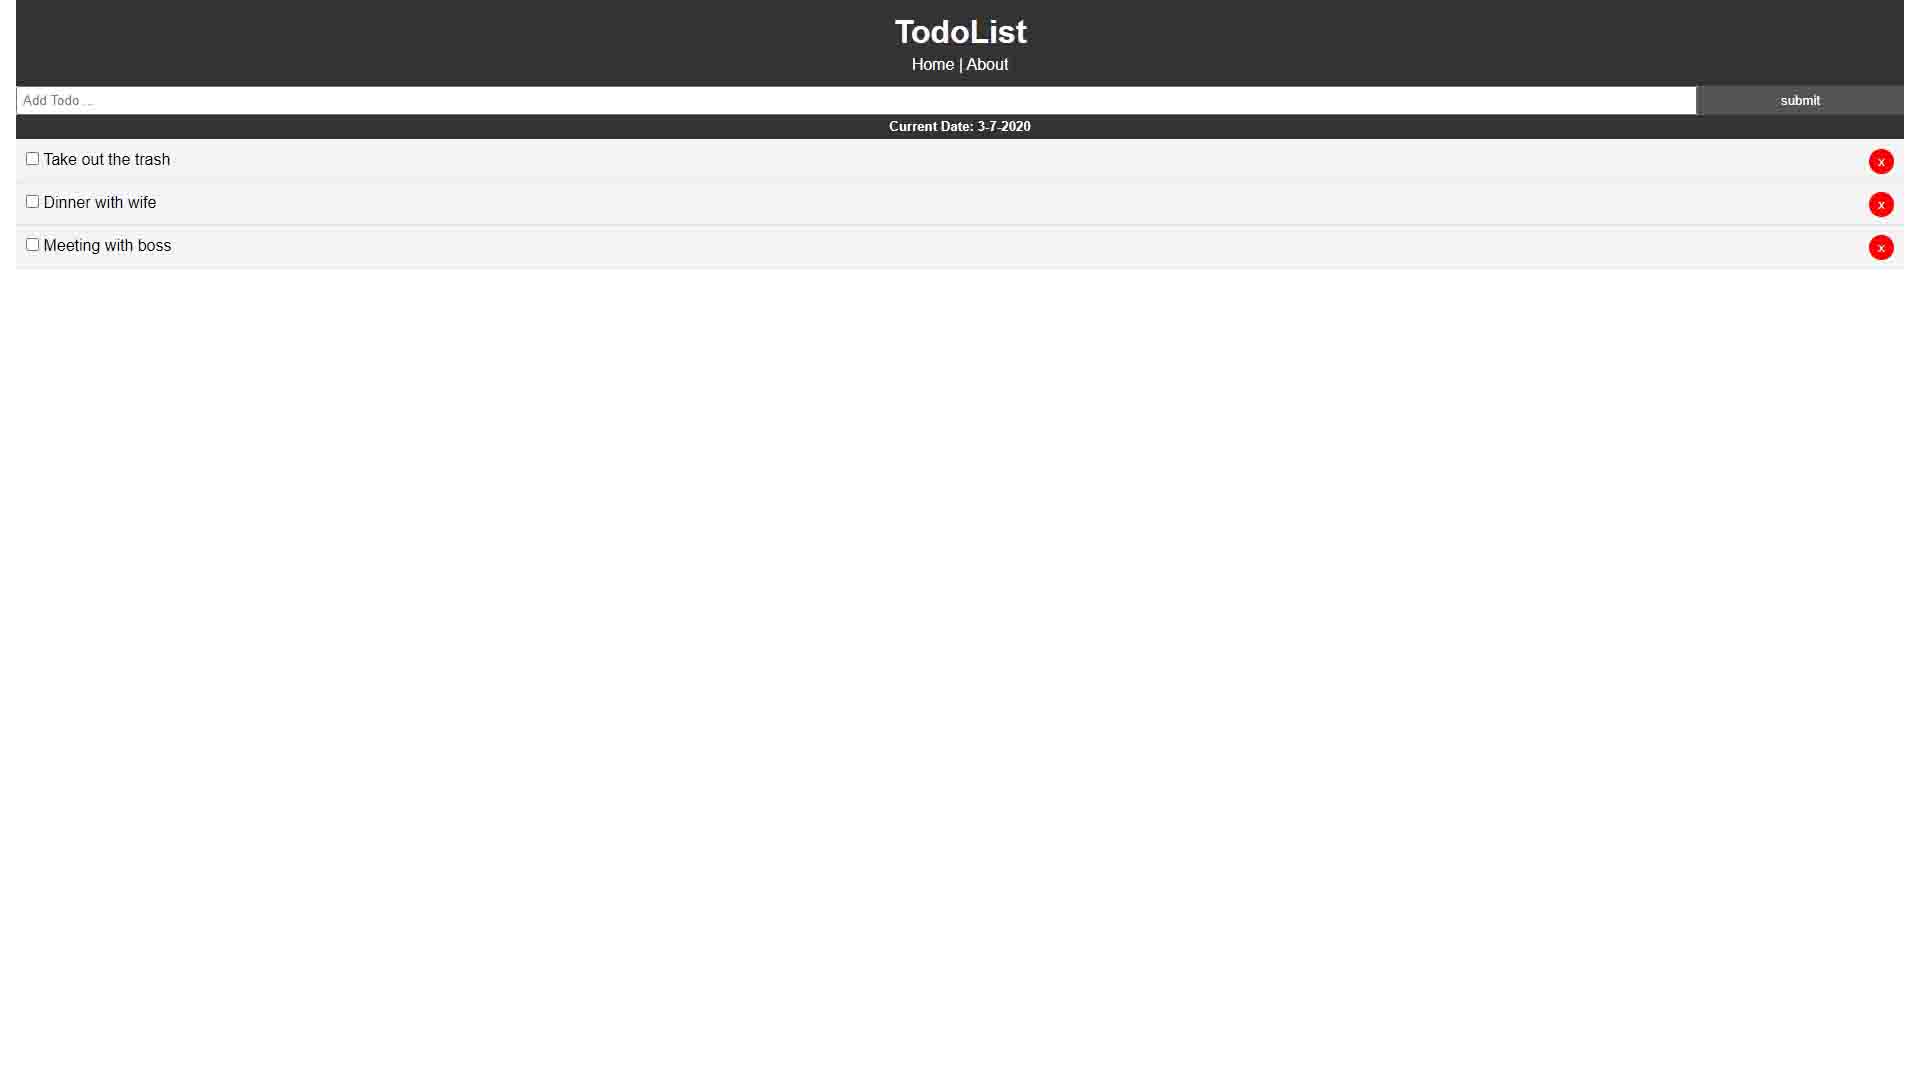 TodoList
Home | About
Add Todo ...
submit
Current Date: 3-7-2020
Take out the trash
x
Dinner with wife
x
Meeting with boss
x